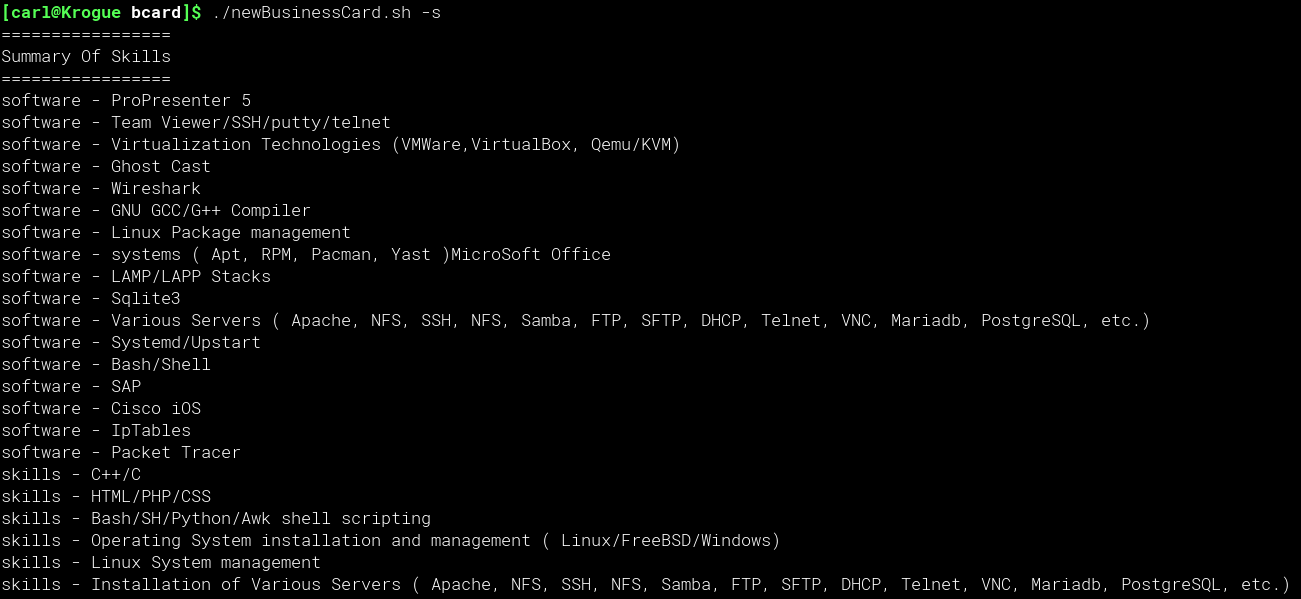 [carl@Krogue bcard]$ ./newBusinessCard.sh -s
=================
Summary Of Skills
=================
software - ProPresenter 5
software - Team Viewer/SSH/putty/telnet
software - Virtualization Technologies (VMWare,VirtualBox, Qemu/KVM)
software - Ghost Cast
software - Wireshark
software - GNU GCC/G++ Compiler
software - Linux Package management
software - systems ( Apt, RPM, Pacman, Yast )MicroSoft Office
software - LAMP/LAPP Stacks
software - Sqlite3
software - Various Servers ( Apache, NFS, SSH, NFS, Samba, FTP, SFTP, DHCP, Telnet, VNC, Mariadb, PostgreSQL, etc.)
software - Systemd/Upstart
software - Bash/Shell
software - SAP
software - Cisco iOS
software - IpTables
software - Packet Tracer
skills - C++/C
skills - HTML/PHP/CSS
skills - Bash/SH/Python/Awk shell scripting
skills - Operating System installation and management ( Linux/FreeBSD/Windows)
skills - Linux System management
skills - Installation of Various Servers ( Apache, NFS, SSH, NFS, Samba, FTP, SFTP, DHCP, Telnet, VNC, Mariadb, PostgreSQL, etc.)